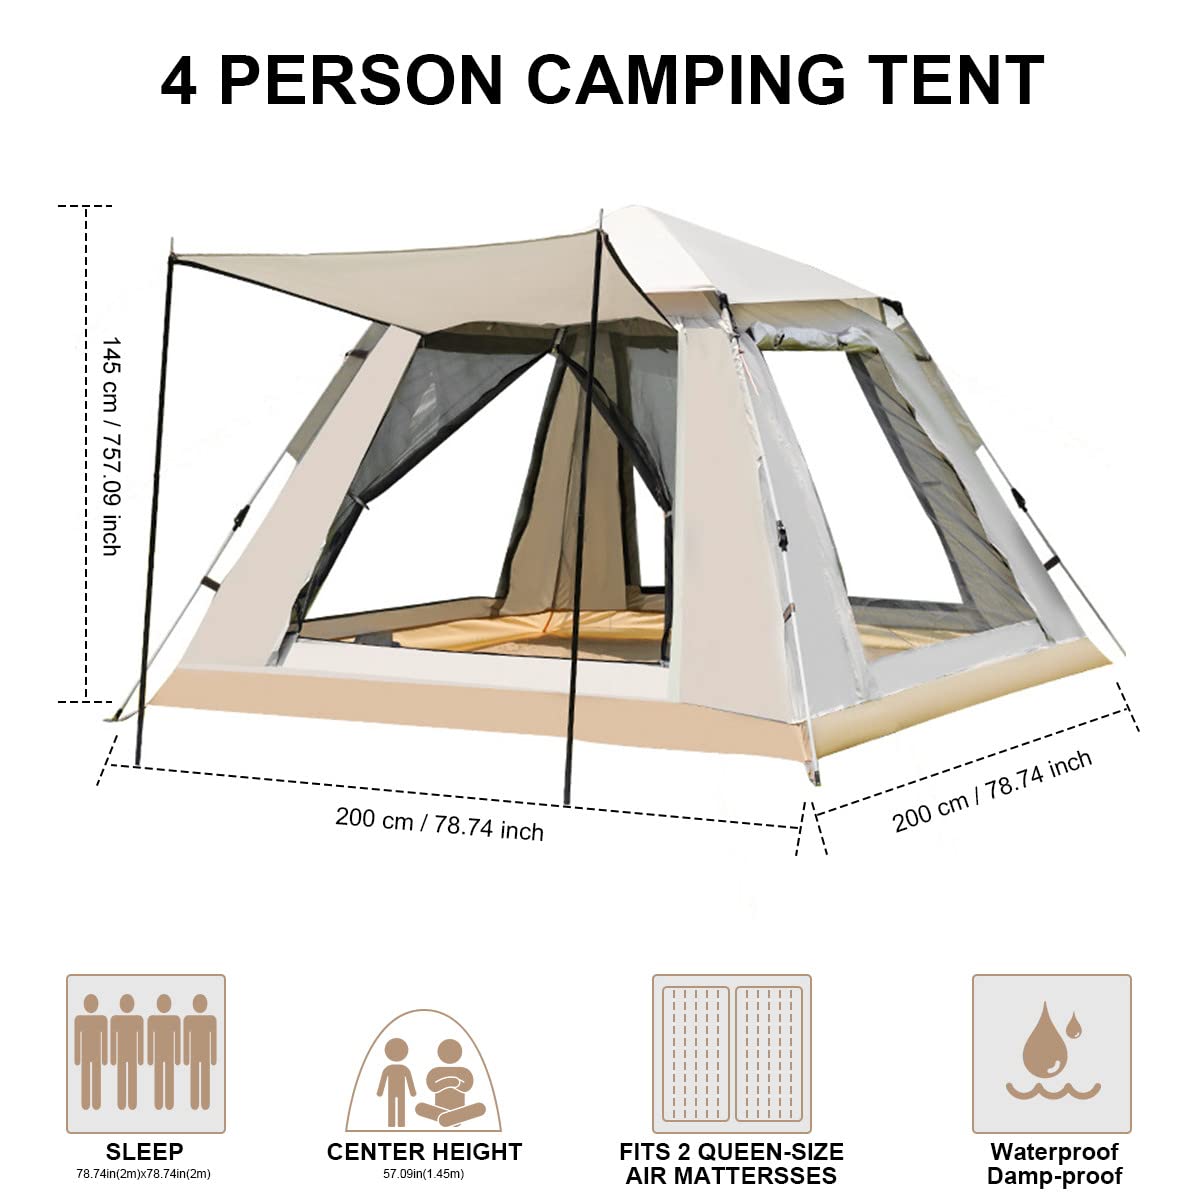 4 PERSON CAMPING TENT
145 cm / 757.09 inch
200 cm / 78.74 inch
200 cm / 78.74 inch
SLEEP
78.74in(2m)x78.74in(2m)
CENTER HEIGHT
57.09in(1.45m)
FITS 2 QUEEN-SIZE
AIR MATTERSSES
Waterproof
Damp-proof